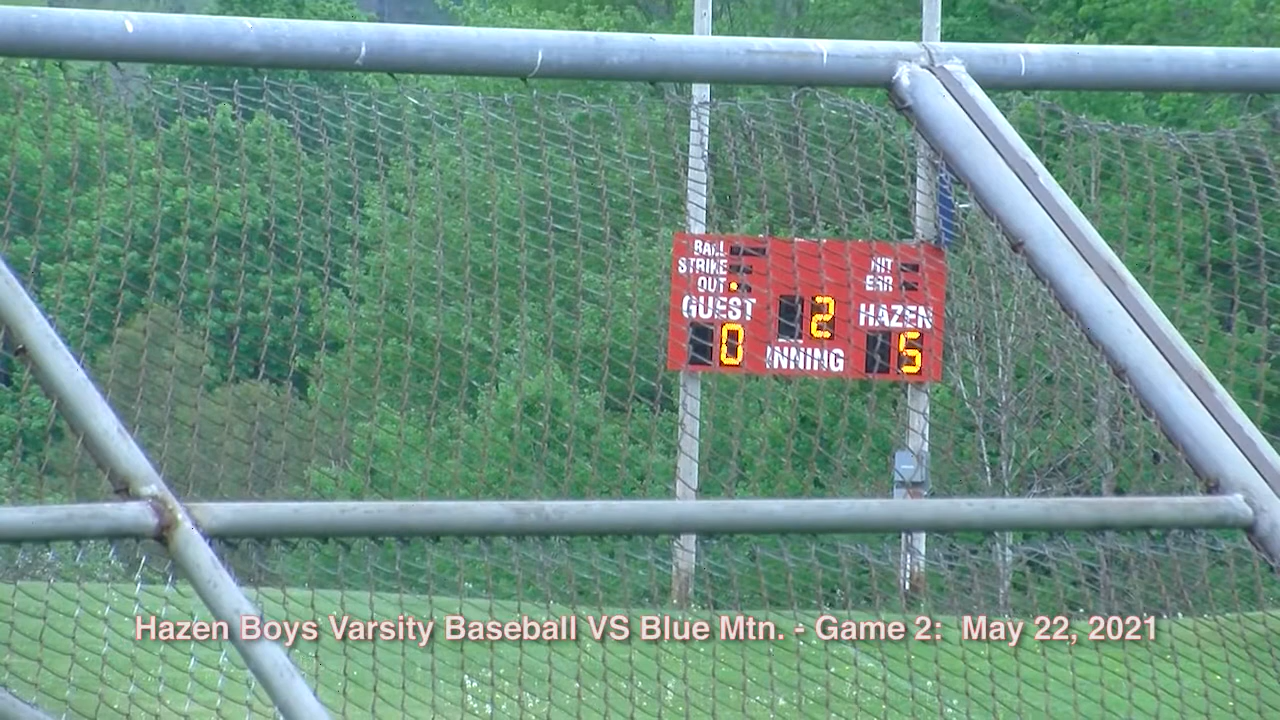 BALL
STRIKE
OUT
HIT
ERR
GUEST
2
HAZEN
0
INNING
5
Hazen Boys Varsity Baseball VS Blue Mtn. - Game 2: May 22, 2021